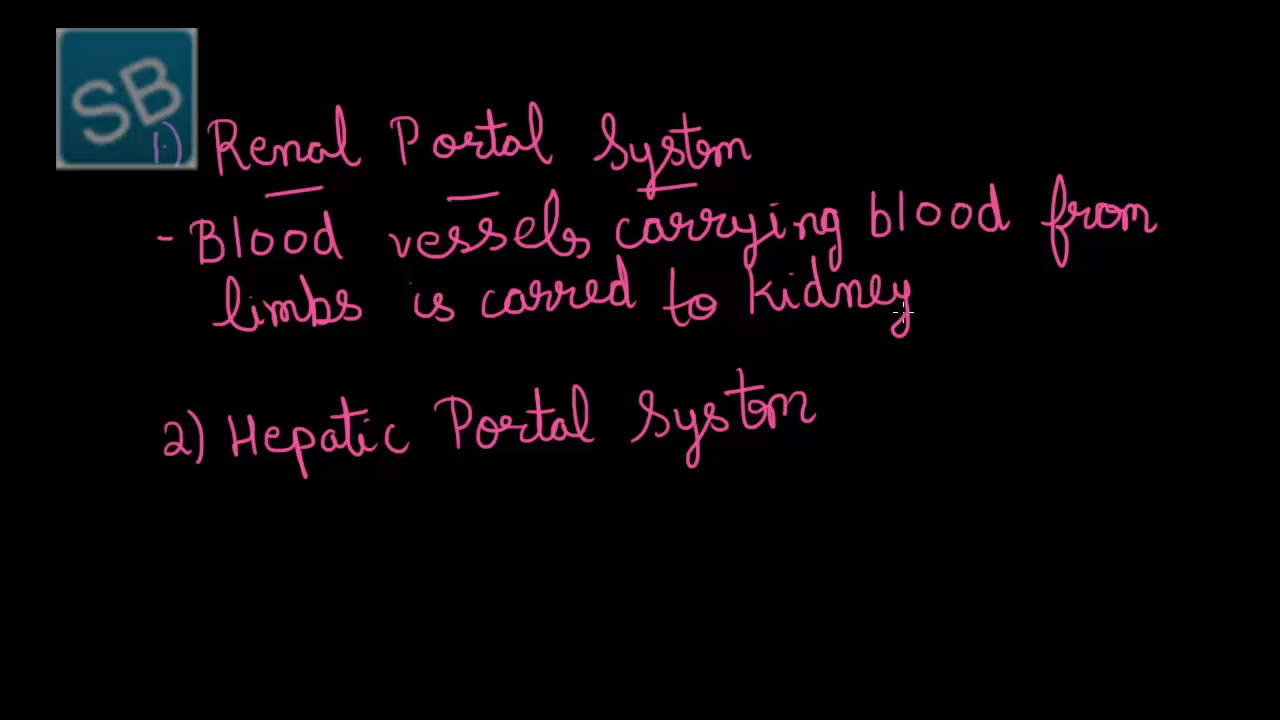 SB
1.) Renal Portal System
- Blood vessels carrying blood from
limbs is carred to kidney
2) Hepatic Portal System